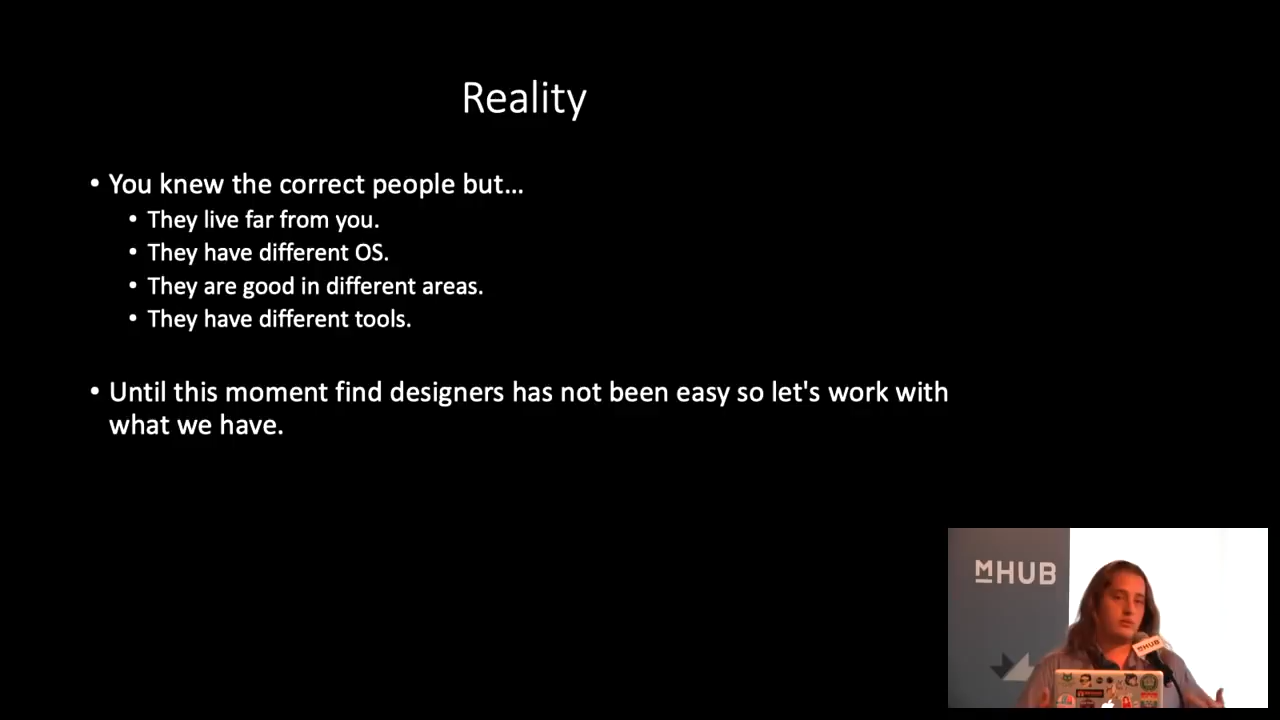 Reality
• You knew the correct people but...
• They live far from you.
• They have different OS.
• They are good in different areas.
• They have different tools.
• Until this moment find designers has not been easy so let's work with
what we have.
MHUB
MHUB